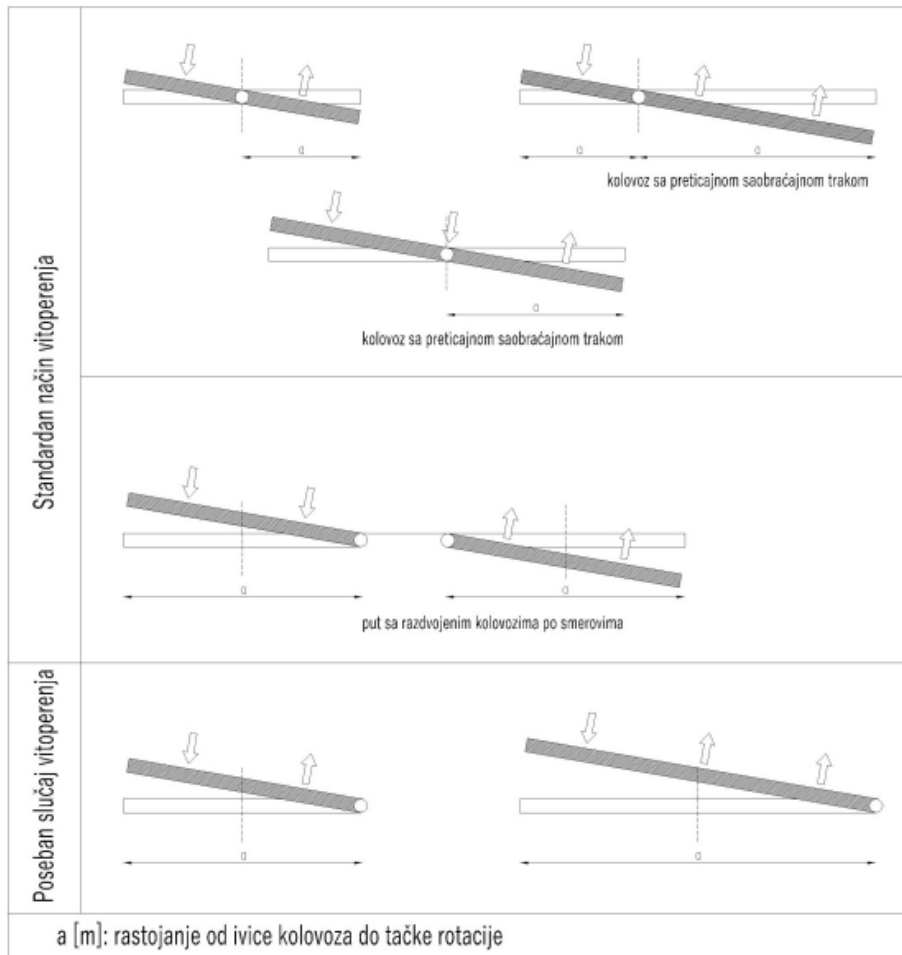 Standardan način vitoperenja
a
a
a
kolovoz sa preticajnom saobraćajnom trakom
a
kolovoz sa preticajnom saobraćajnom trakom
a
a
put sa razdvojenim kolovozima po smerovima
Poseban slučaj vitoperenja
a
a
a [m]: rastojanje od ivice kolovoza do tačke rotacije